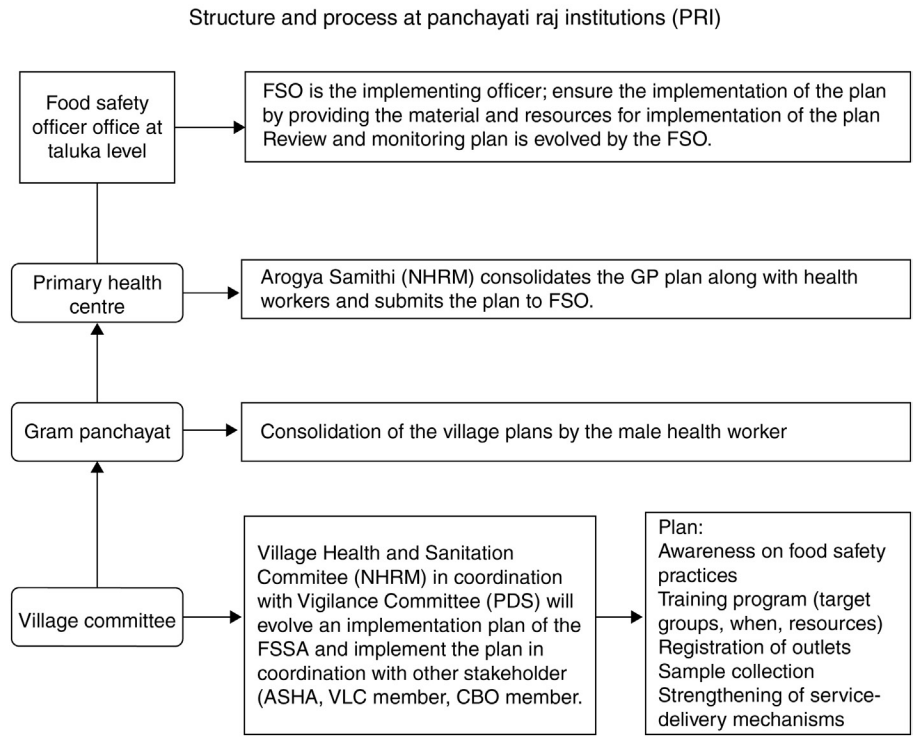 Structure and process at panchayati raj institutions (PRI)
Food safety
officer office at
taluka level
FSO is the implementing officer; ensure the implementation of the plan
by providing the material and resources for implementation of the plan
Review and monitoring plan is evolved by the FSO.
Primary health
centre
Arogya Samithi (NHRM) consolidates the GP plan along with health
workers and submits the plan to FSO.
Gram panchayat
Consolidation of the village plans by the male health worker
Village committee
Village Health and Sanitation
Commitee (NHRM) in coordination
with Vigilance Committee (PDS) will
evolve an implementation plan of the
FSSA and implement the plan in
coordination with other stakeholder
(ASHA, VLC member, CBO member.
Plan:
Awareness on food safety
practices
Training program (target
groups, when, resources)
Registration of outlets
Sample collection
Strengthening of service-
delivery mechanisms